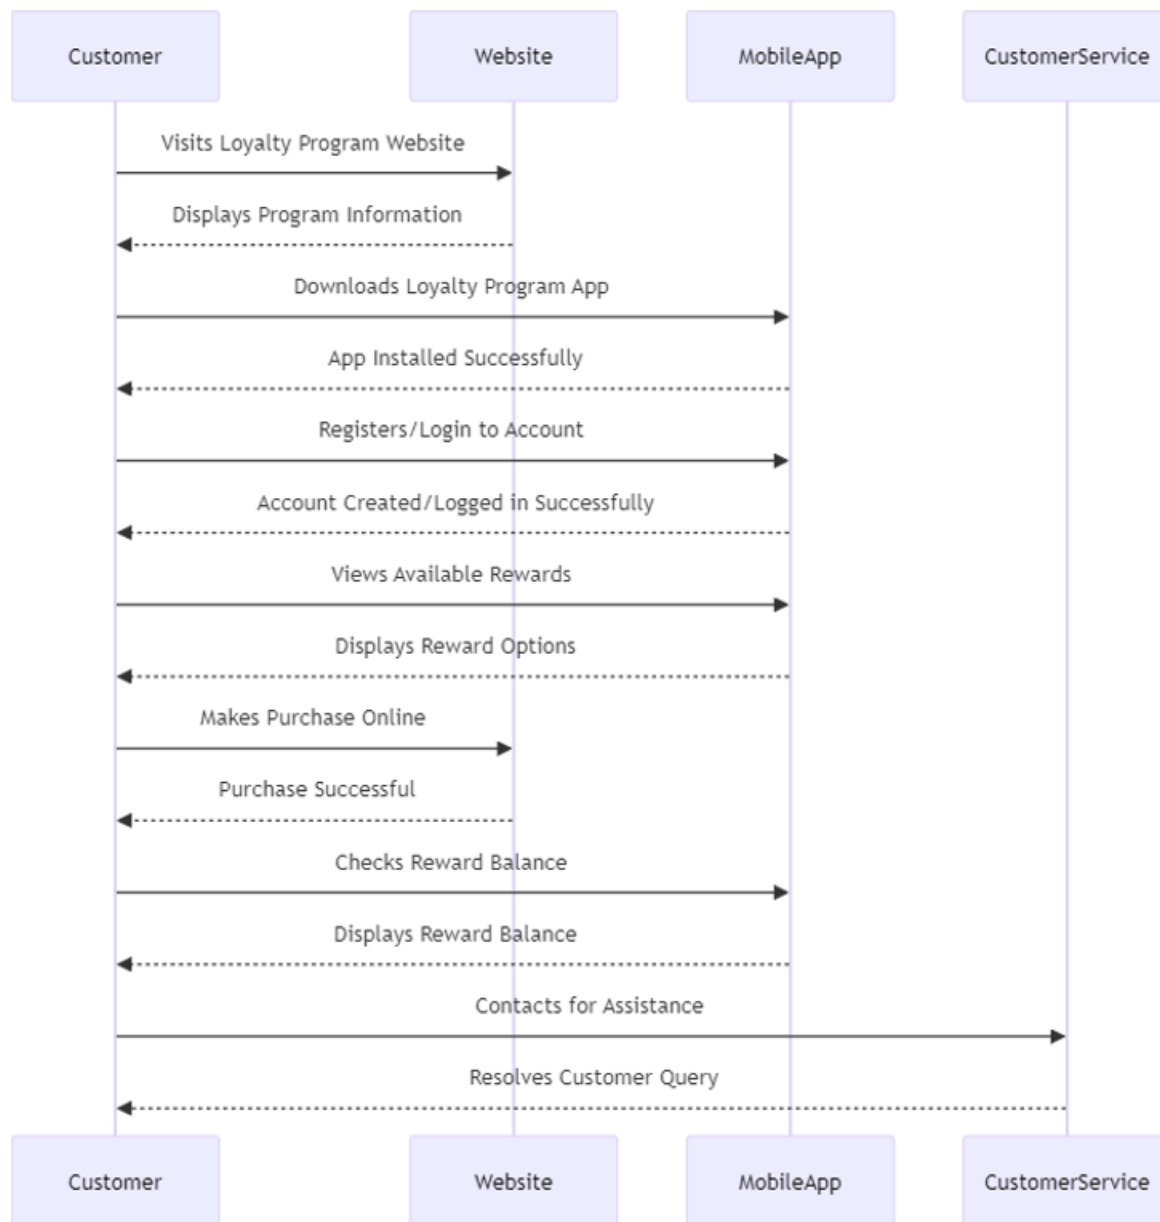 Customer
Website
MobileApp
CustomerService
Visits Loyalty Program Website
Displays Program Information
Downloads Loyalty Program App
App Installed Successfully
Registers/Login to Account
Account Created/Logged in Successfully
Views Available Rewards
Displays Reward Options
Makes Purchase Online
Purchase Successful
Checks Reward Balance
Displays Reward Balance
Contacts for Assistance
Resolves Customer Query
Customer
Website
MobileApp
CustomerService